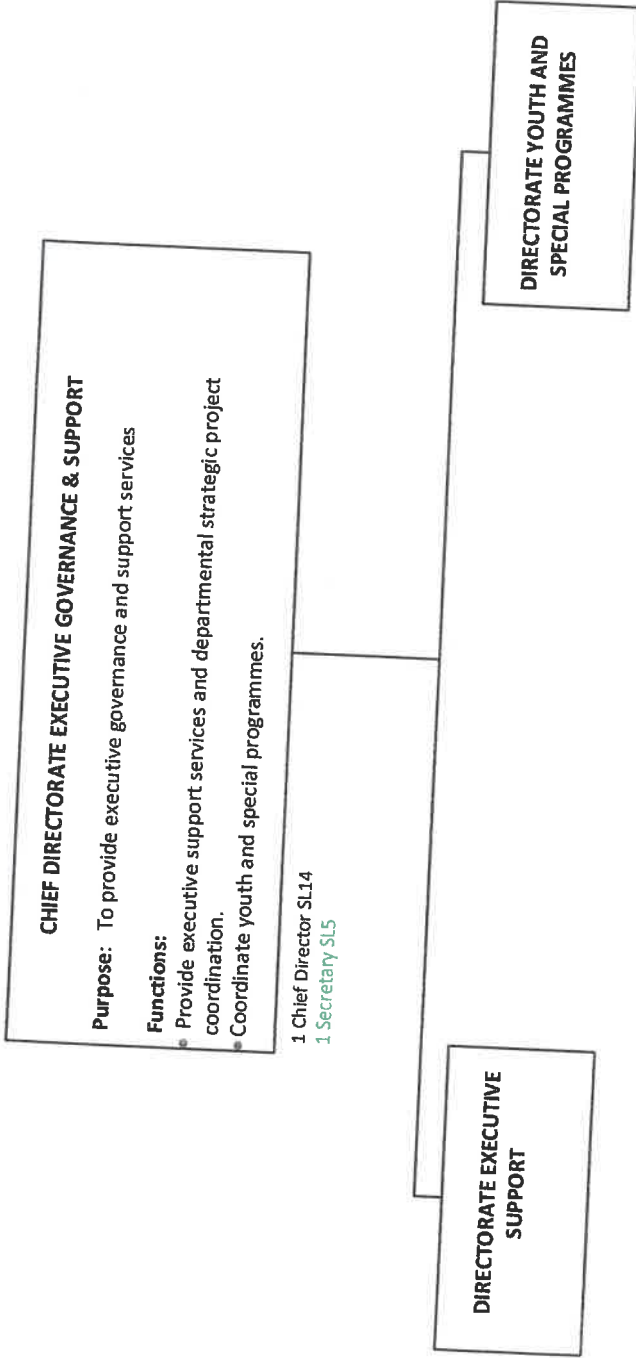 CHIEF DIRECTORATE EXECUTIVE GOVERNANCE & SUPPORT
Purpose: To provide executive governance and support services
Functions:
Provide executive support services and departmental strategic project
coordination.
Coordinate youth and special programmes.
1 Chief Director SL14
1 Secretary SL5
DIRECTORATE EXECUTIVE
SUPPORT
DIRECTORATE YOUTH AND
SPECIAL PROGRAMMES